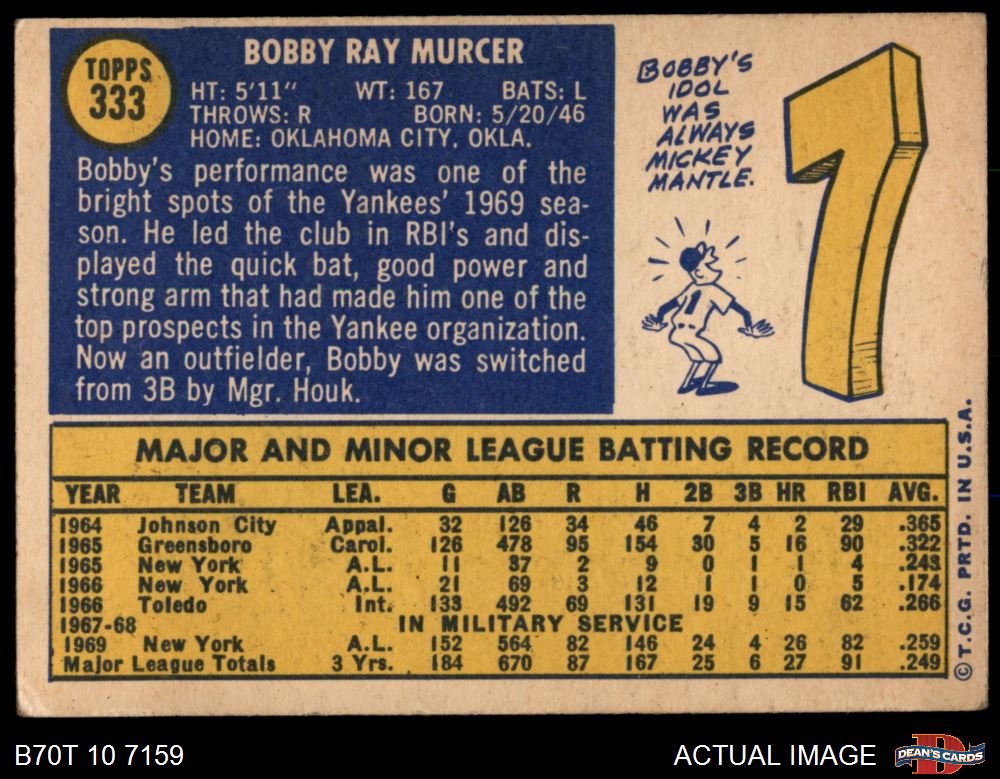 TOPPS
333
BOBBY RAY MURCER
HT: 5'11" WT: 167 BATS: L
THROWS: R BORN: 5/20/46
HOME: OKLAHOMA CITY, OKLA.
Bobby's performance was one of the
bright spots of the Yankees' 1969 sea-
son. He led the club in RBI's and dis-
played the quick bat, good power and
strong arm that had made him one of the
top prospects in the Yankee organization.
Now an outfielder, Bobby was switched
from 3B by Mgr. Houk.
BOBBY'S
IDOL
WAS
ALWAYS
MICKEY
MANTLE.
7
1
MAJOR AND MINOR LEAGUE BATTING RECORD
YEAR TEAM LEA. G AB R H 2B 3B HR RBI AVG.
1964 Johnson City Appal. 32 126 34 46 7 4 2 29 .365
1965 Greensboro Carol. 126 478 95 154 30 5 16 90 .322
1965 New York A.L. 11 37 2 9 0 1 1 4 .243
1966 New York A.L. 21 69 3 12 1 1 0 5 .174
1966 Toledo Int. 133 492 69 131 19 9 15 62 .266
1967-68 IN MILITARY SERVICE
1969 New York A.L. 152 564 82 146 24 4 26 82 .259
Major League Totals 3 Yrs. 184 670 87 167 25 6 27 91 .249
© T.C.G. PRTD. IN U.S.A.
B70T 10 7159
ACTUAL IMAGE
D
DEAN'S CARDS